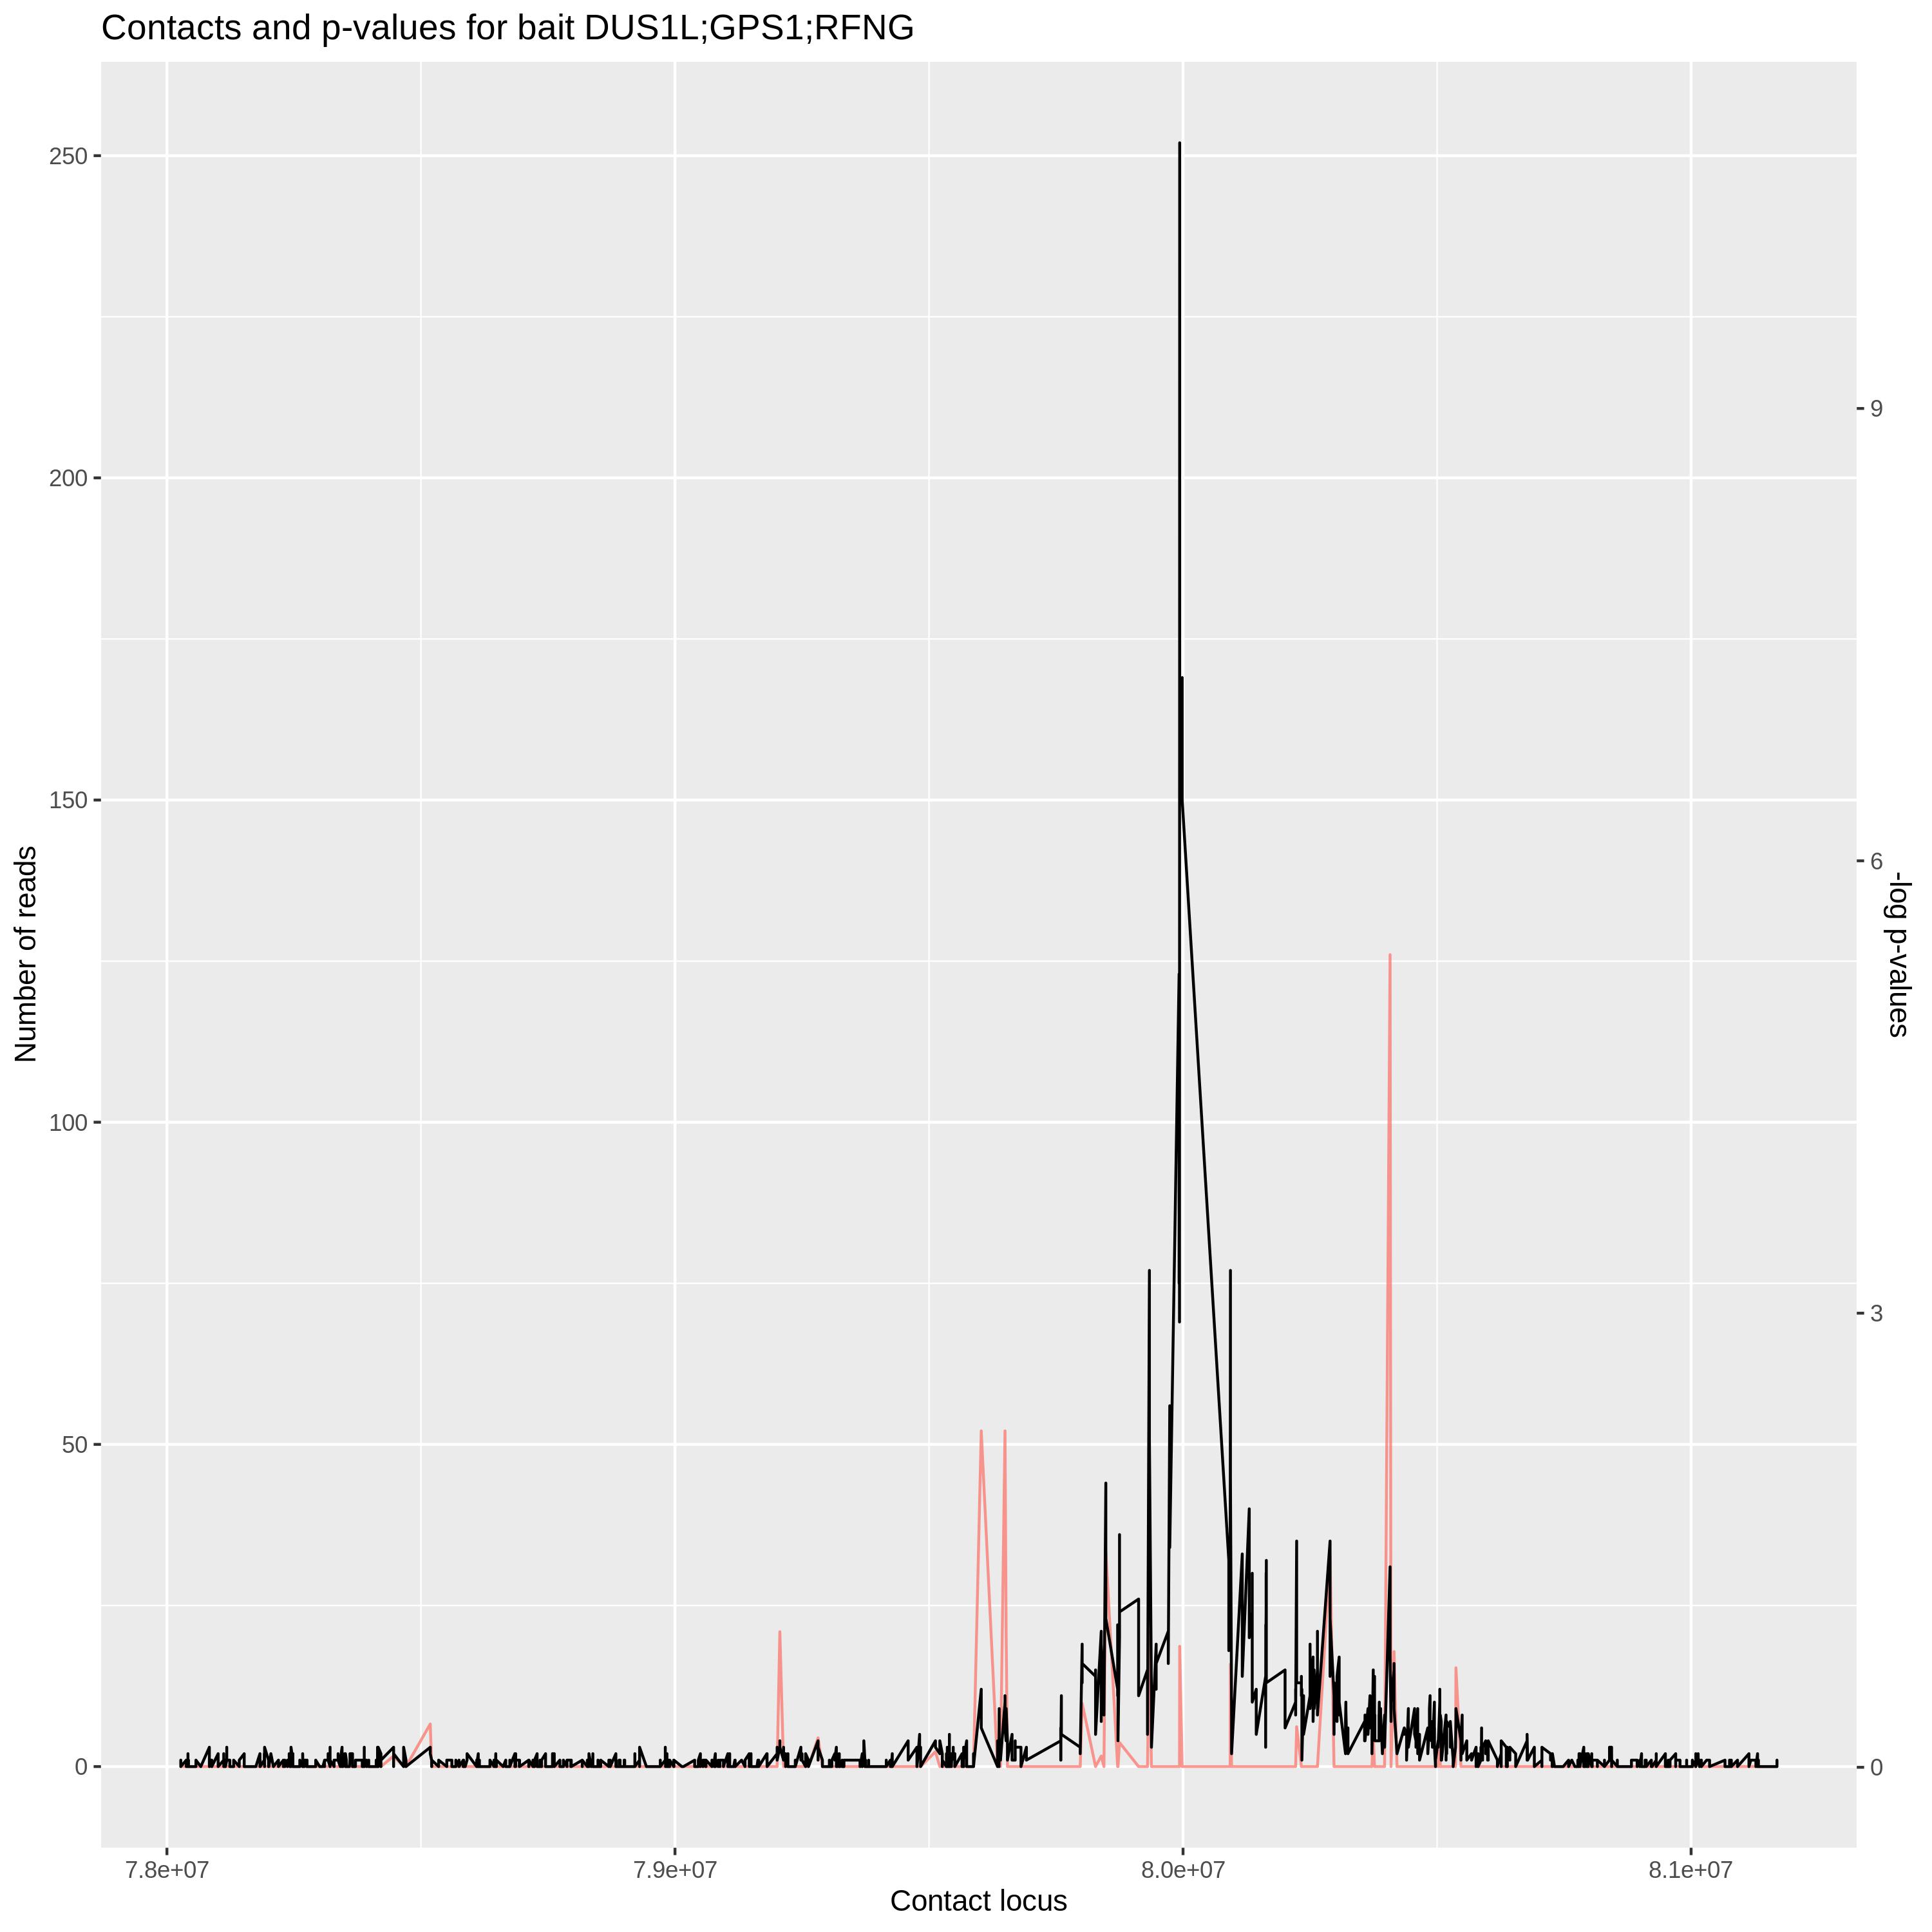 Contacts and p-values for bait DUS1L;GPS1;RFNG
250
200
150
100
50
0
Number of reads
9
6
3
0
-log p-values
7.8e+07 7.9e+07 8.0e+07 8.1e+07
Contact locus